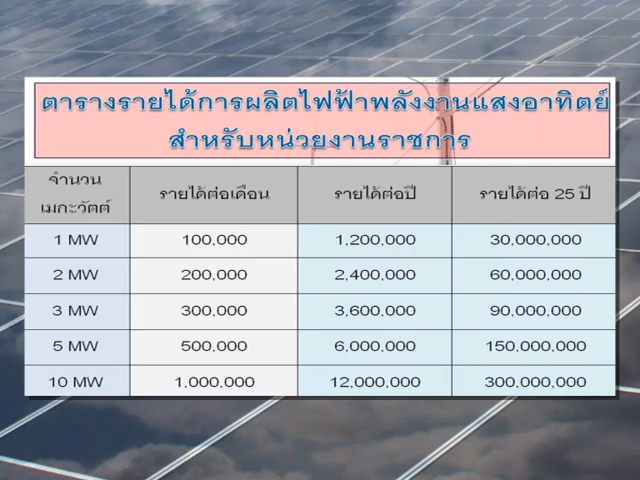 ตารางรายได้การผลิตไฟฟ้าพลังงานแสงอาทิตย์
สำหรับหน่วยงานราชการ
จำนวน เมกะวัตต์ รายได้ต่อเดือน รายได้ต่อปี รายได้ต่อ 25 ปี
1 MW 100,000 1,200,000 30,000,000
2 MW 200,000 2,400,000 60,000,000
3 MW 300,000 3,600,000 90,000,000
5 MW 500,000 6,000,000 150,000,000
10 MW 1,000,000 12,000,000 300,000,000